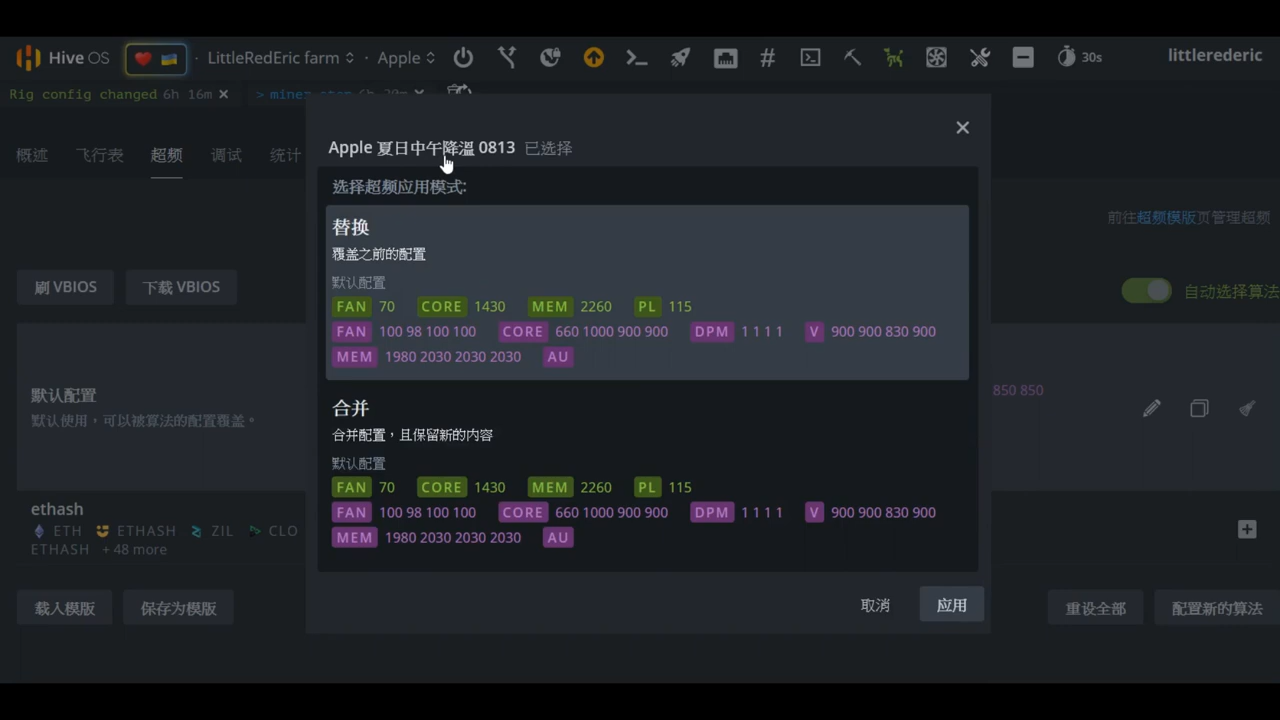 Hive OS LittleRedEric farm Apple # 30s littlerederic
Rig config changed 6h 16m × > miner stop
Apple 夏日中午降溫 0813 已选择
概述 飞行表 超频 调试 统计
选择超频应用模式:
前往超频模版页管理超频
替换
覆盖之前的配置
刷 VBIOS 下载 VBIOS
默认配置
自动选择算法
FAN 70 CORE 1430 MEM 2260 PL 115
FAN 100 98 100 100 CORE 660 1000 900 900 DPM 1 1 1 1 V 900 900 830 900
MEM 1980 2030 2030 2030 AU
850 850
默认配置
默认使用，可以被算法的配置覆盖。
合并
合并配置，且保留新的内容
默认配置
FAN 70 CORE 1430 MEM 2260 PL 115
FAN 100 98 100 100 CORE 660 1000 900 900 DPM 1 1 1 1 V 900 900 830 900
MEM 1980 2030 2030 2030 AU
ethash
ETH ETHASH ZIL CLO
ETHASH + 48 more
载入模版 保存为模版 取消 应用 重设全部 配置新的算法